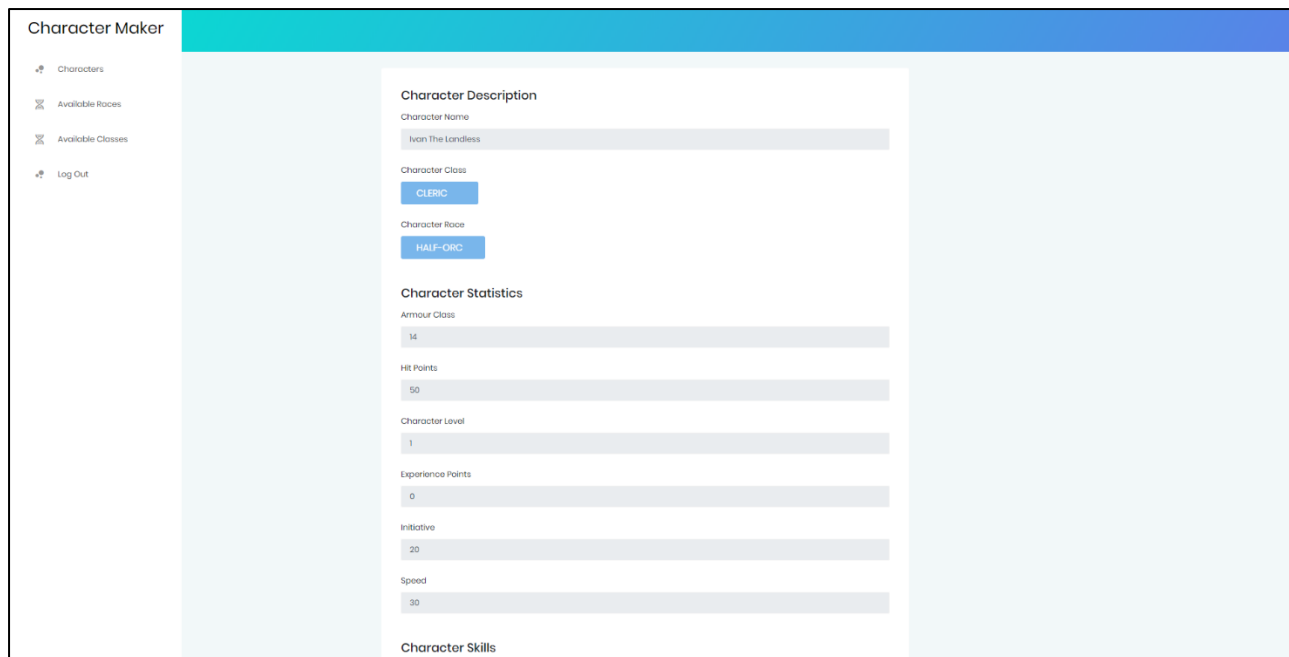 Character Maker
Characters
Available Races
Available Classes
Log Out
Character Description
Character Name
Ivan The Landless
Character Class
CLERIC
Character Race
HALF-ORC
Character Statistics
Armour Class
14
Hit Points
50
Character Level
1
Experience Points
0
Initiative
20
Speed
30
Character Skills